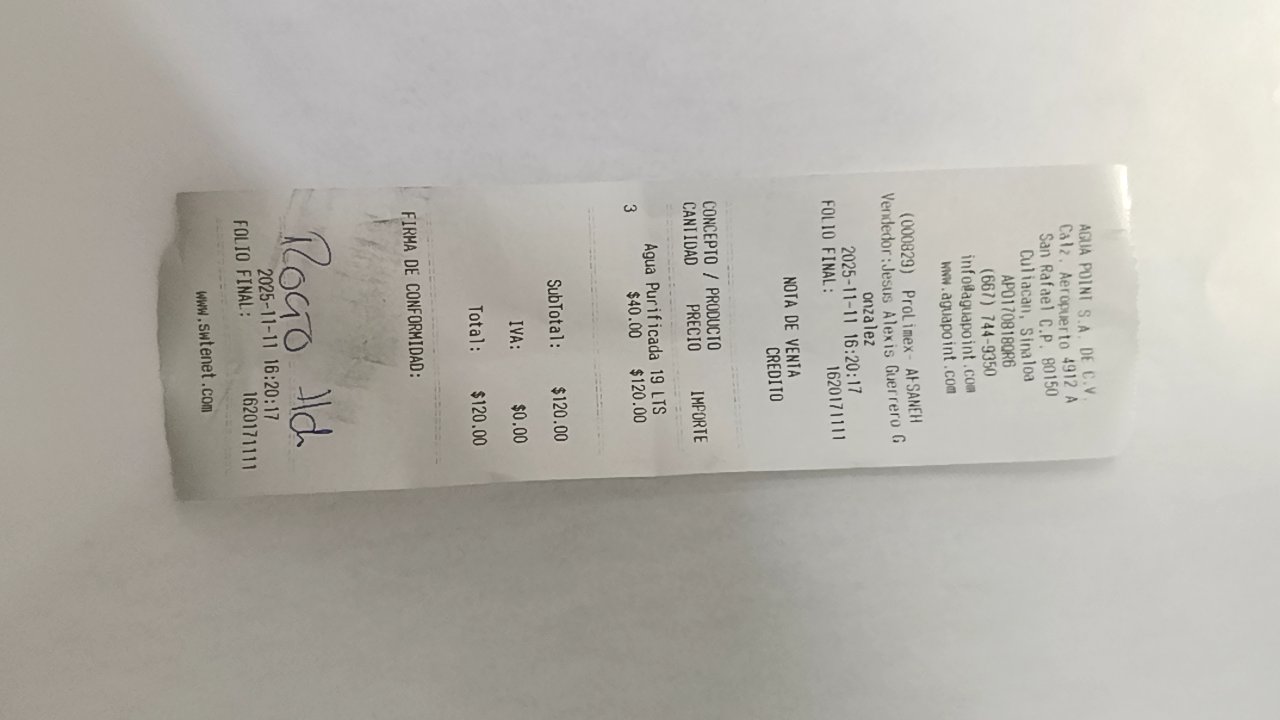 AGUA POINT S.A. DE C.V.
Calz. Aeropuerto 4912 A
San Rafael C.P. 80150
Culiacan, Sinaloa
APO170818QR6
(667) 744-9350
info@aguapoint.com
www.aguapoint.com
(000829) ProLimex- AFSANEH
Vendedor:Jesus Alexis Guerrero G
onzalez
2025-11-11 16:20:17
FOLIO FINAL: 1620171111
NOTA DE VENTA
CREDITO
CONCEPTO / PRODUCTO
CANTIDAD PRECIO IMPORTE
Agua Purificada 19 LTS
3 $40.00 $120.00
SubTotal: $120.00
IVA: $0.00
Total: $120.00
FIRMA DE CONFORMIDAD:
2025-11-11 16:20:17
FOLIO FINAL: 1620171111
www.swtenet.com